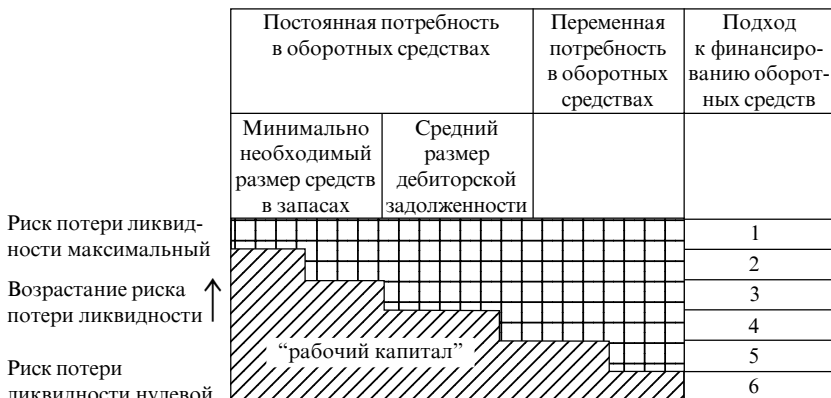 Постоянная потребность
в оборотных средствах
Переменная
потребность
в оборотных
средствах
Подход
к финансиро-
ванию оборот-
ных средств
Минимально
необходимый
размер средств
в запасах
Средний
размер
дебиторской
задолженности
Риск потери ликвид-
ности максимальный
Возрастание риска
потери ликвидности
Риск потери
ликвидности нулевой
“рабочий капитал”
1
2
3
4
5
6